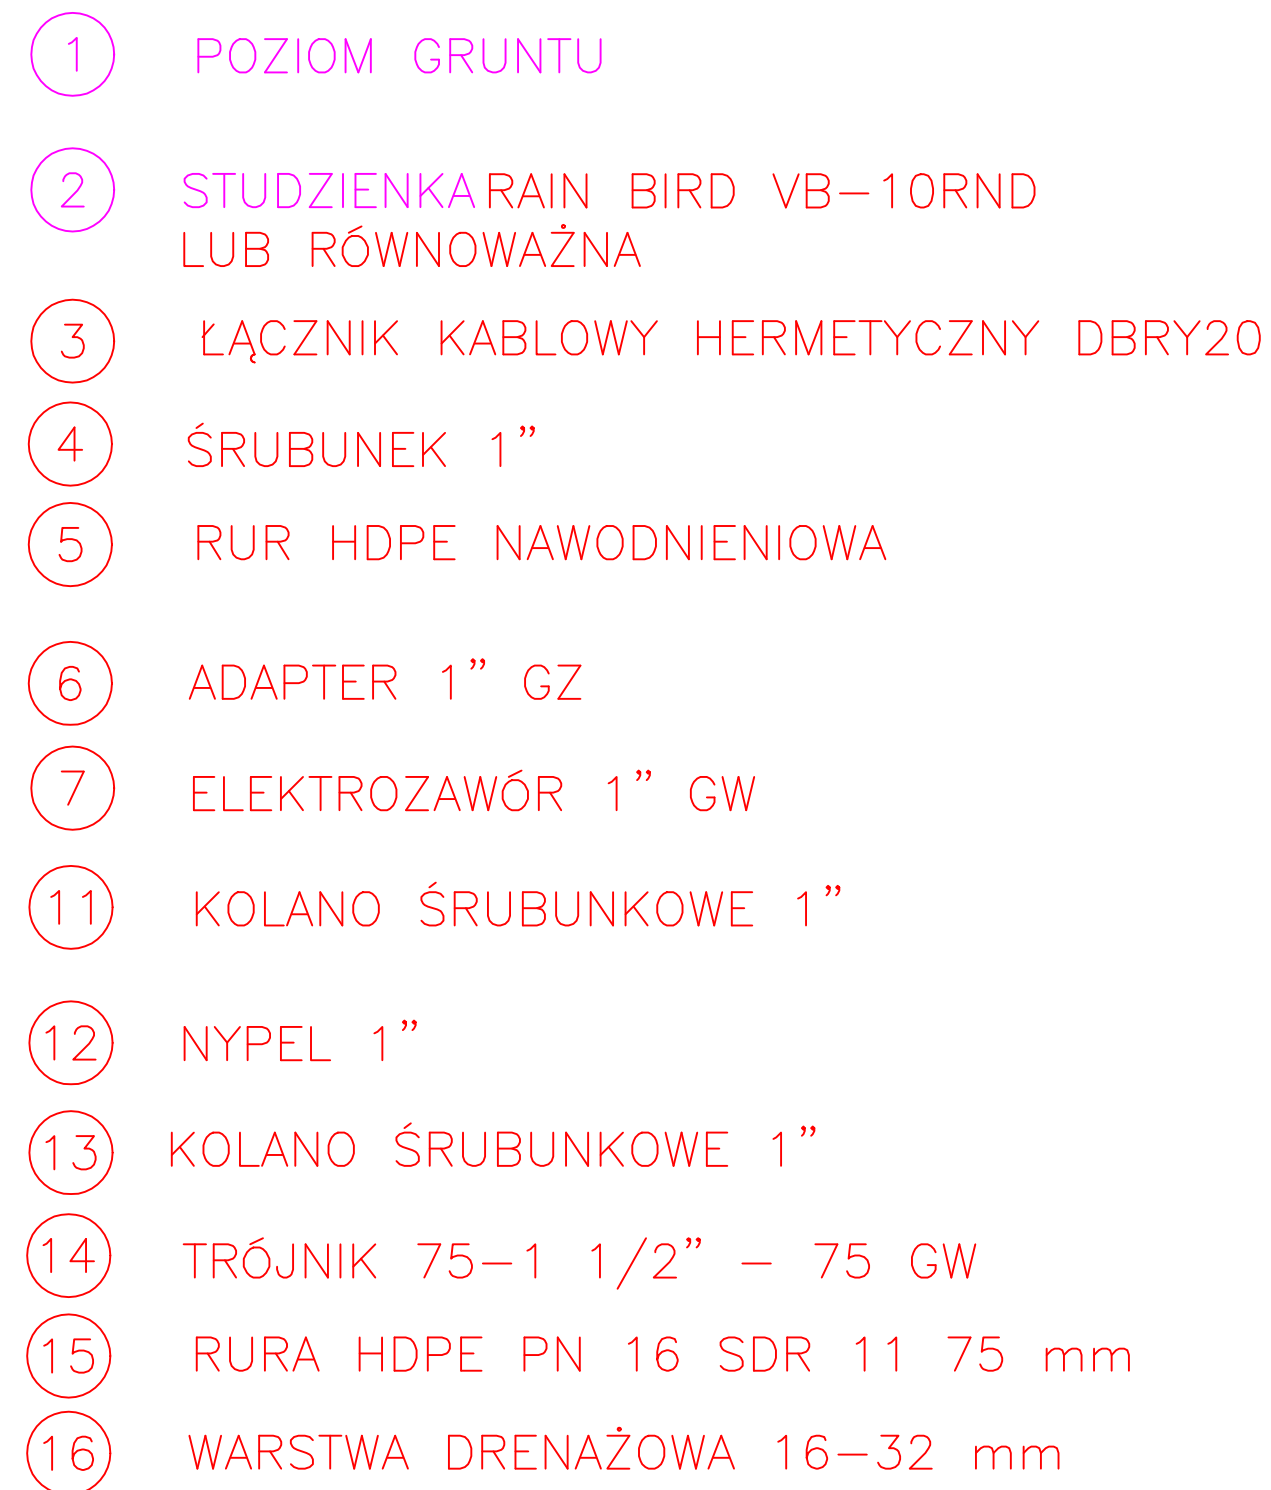 1 POZIOM GRUNTU
2 STUDZIENKA RAIN BIRD VB-10RND
LUB RÓWNOWAŻNA
3 ŁĄCZNIK KABLOWY HERMETYCZNY DBRY20
4 ŚRUBUNEK 1”
5 RUR HDPE NAWODNIENIOWA
6 ADAPTER 1” GZ
7 ELEKTROZAWÓR 1” GW
11 KOLANO ŚRUBUNKOWE 1”
12 NYPEL 1”
13 KOLANO ŚRUBUNKOWE 1”
14 TRÓJNIK 75-1 1/2” - 75 GW
15 RURA HDPE PN 16 SDR 11 75 mm
16 WARSTWA DRENAŻOWA 16-32 mm